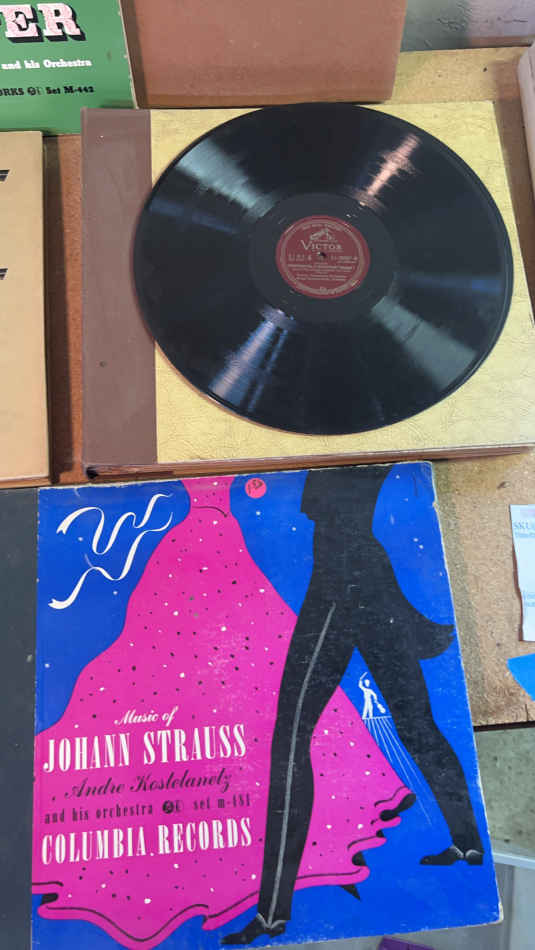 ER
and his Orchestra
ORKS Set M-442
VICTOR
Music of
JOHANN STRAUSS
Andre Kostelanetz
and his orchestra set m-481
COLUMBIA RECORDS
SKU